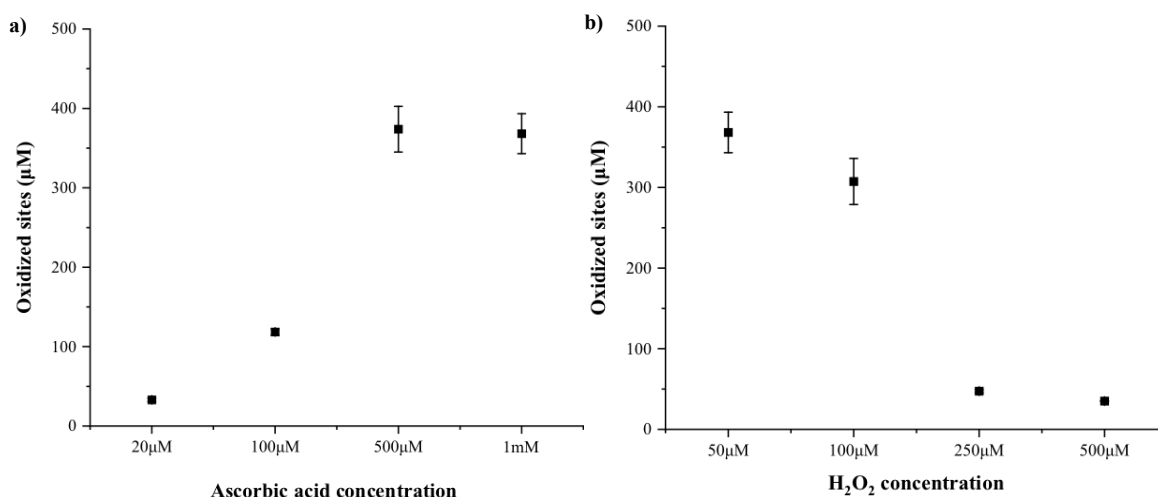 a)
500
400
300
200
100
0
Oxidized sites (µM)
20µM 100µM 500µM 1mM
Ascorbic acid concentration
b)
500
400
300
200
100
0
Oxidized sites (µM)
50µM 100µM 250µM 500µM
H₂O₂ concentration